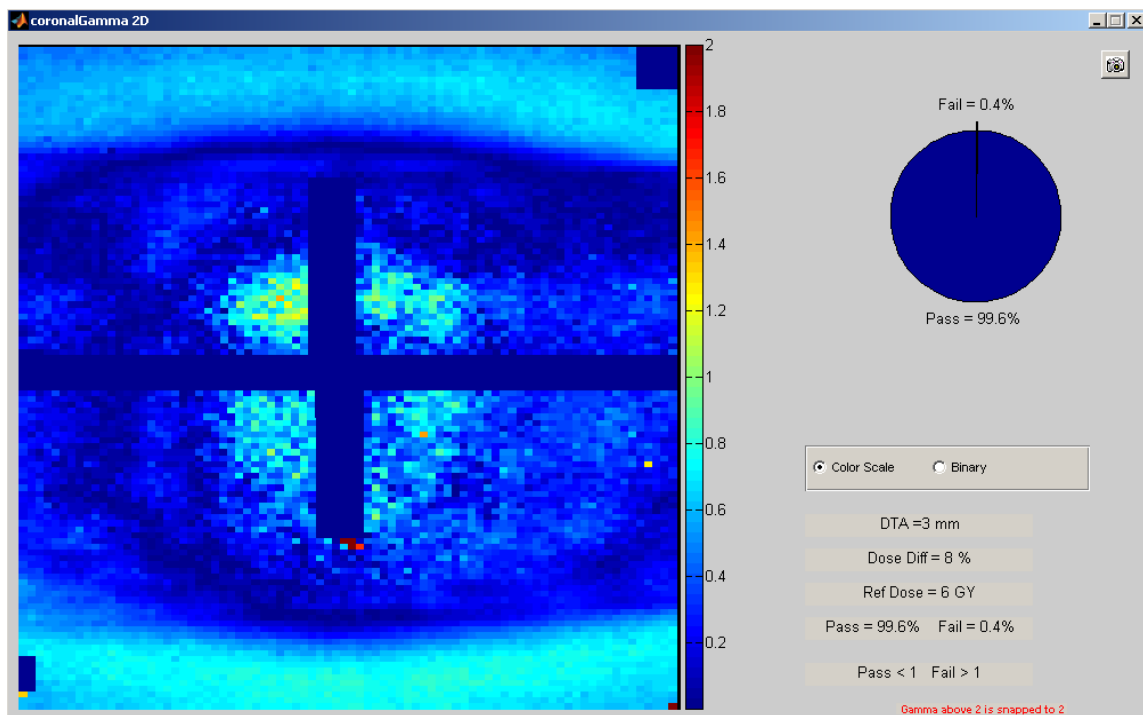 coronalGamma 2D
2
1.8
1.6
1.4
1.2
1
0.8
0.6
0.4
0.2
Fail = 0.4%
Pass = 99.6%
Color Scale Binary
DTA =3 mm
Dose Diff = 8 %
Ref Dose = 6 GY
Pass = 99.6% Fail = 0.4%
Pass < 1 Fail > 1
Gamma above 2 is snapped to 2